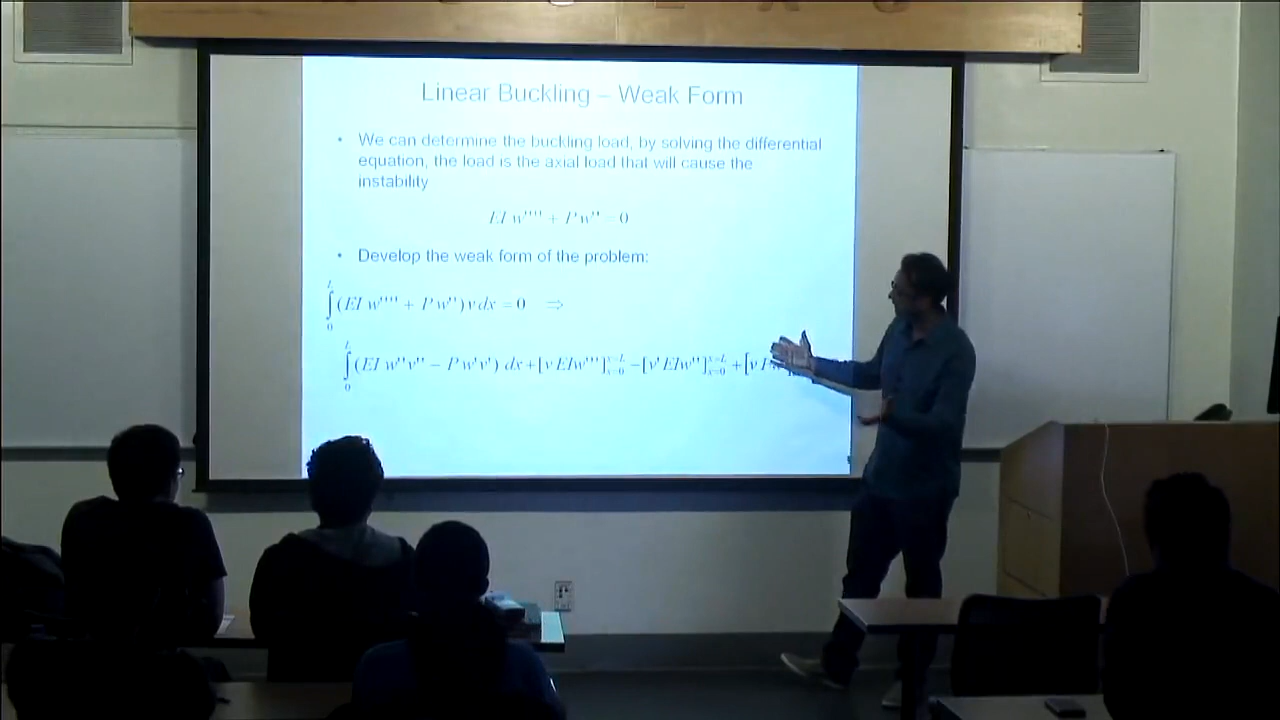 Linear Buckling – Weak Form
• We can determine the buckling load, by solving the differential
equation, the load is the axial load that will cause the
instability
EI w'''' + P w'' = 0
• Develop the weak form of the problem:
∫₀ᴸ (EI w'''' + P w'') v dx = 0 ⇒
∫₀ᴸ (EI w'' v'' − P w' v') dx + [v EI w''']ₓ₌₀ˣ⁼ᴸ − [v' EI w'']ₓ₌₀ˣ⁼ᴸ + [v P